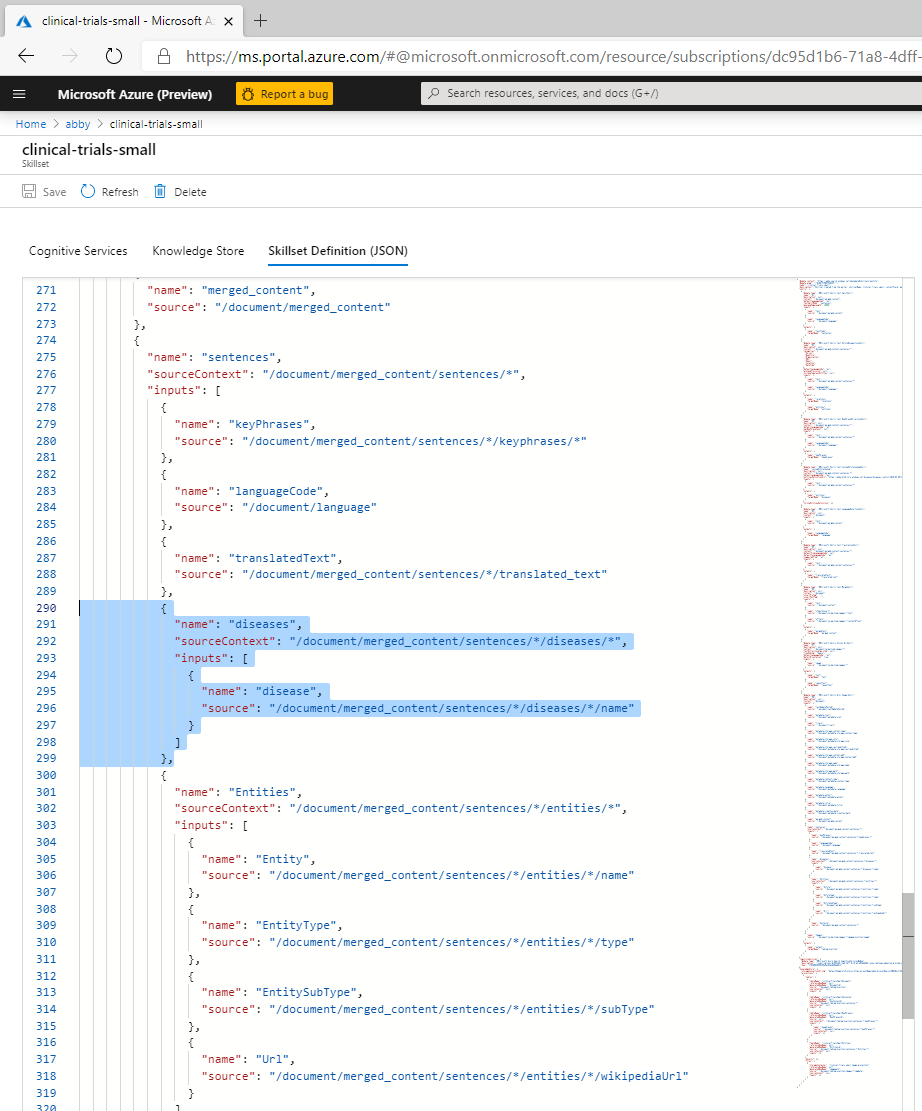 clinical-trials-small - Microsoft A
https://ms.portal.azure.com/#@microsoft.onmicrosoft.com/resource/subscriptions/dc95d1b6-71a8-4dff-
Microsoft Azure (Preview)
Report a bug
Search resources, services, and docs (G+/)
Home > abby > clinical-trials-small
clinical-trials-small
Skillset
Save Refresh Delete
Cognitive Services Knowledge Store Skillset Definition (JSON)
271 "name": "merged_content",
272 "source": "/document/merged_content"
273 },
274 {
275 "name": "sentences",
276 "sourceContext": "/document/merged_content/sentences/*",
277 "inputs": [
278 {
279 "name": "keyPhrases",
280 "source": "/document/merged_content/sentences/*/keyphrases/*"
281 },
282 {
283 "name": "languageCode",
284 "source": "/document/language"
285 },
286 {
287 "name": "translatedText",
288 "source": "/document/merged_content/sentences/*/translated_text"
289 },
290 {
291 "name": "diseases",
292 "sourceContext": "/document/merged_content/sentences/*/diseases/*",
293 "inputs": [
294 {
295 "name": "disease",
296 "source": "/document/merged_content/sentences/*/diseases/*/name"
297 }
298 ]
299 },
300 {
301 "name": "Entities",
302 "sourceContext": "/document/merged_content/sentences/*/entities/*",
303 "inputs": [
304 {
305 "name": "Entity",
306 "source": "/document/merged_content/sentences/*/entities/*/name"
307 },
308 {
309 "name": "EntityType",
310 "source": "/document/merged_content/sentences/*/entities/*/type"
311 },
312 {
313 "name": "EntitySubType",
314 "source": "/document/merged_content/sentences/*/entities/*/subType"
315 },
316 {
317 "name": "Url",
318 "source": "/document/merged_content/sentences/*/entities/*/wikipediaUrl"
319 }
320 ]